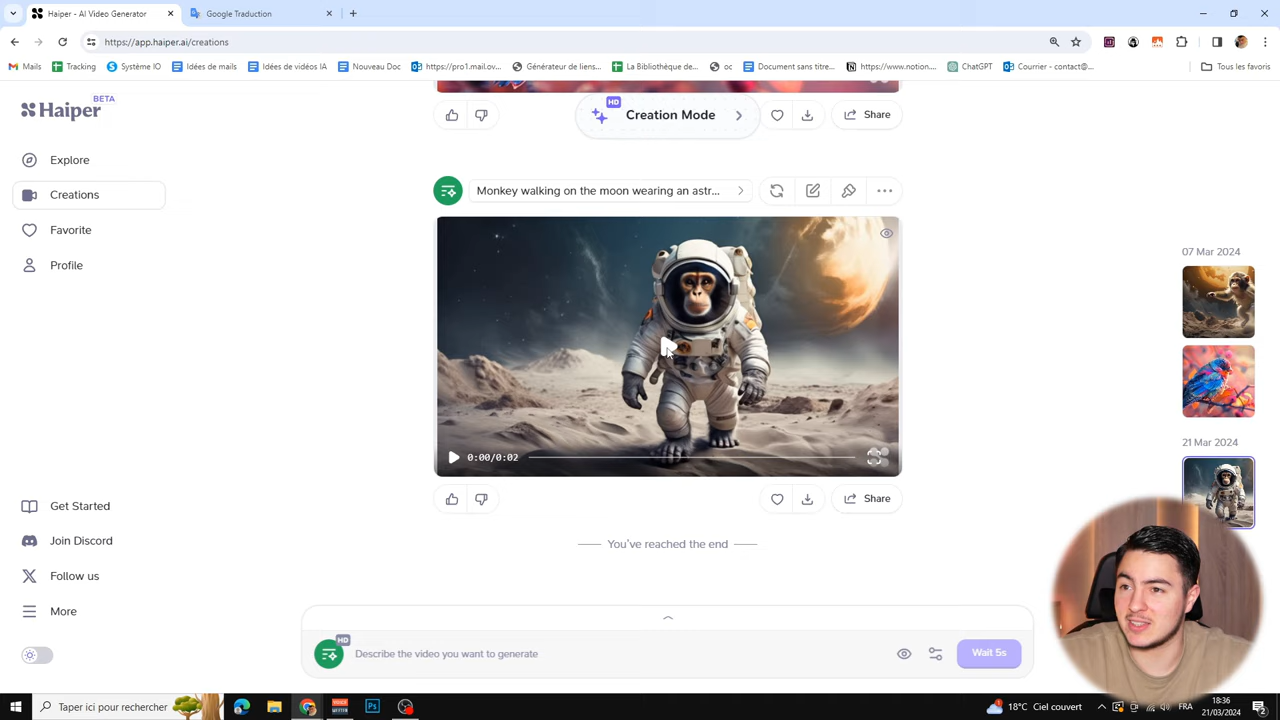 Haiper - AI Video Generator
Google Traduction
https://app.haiper.ai/creations
Mails
Tracking
Système IO
Idées de mails
Idées de vidéos IA
Nouveau Doc
https://pro1.mail.ov...
Générateur de liens...
La Bibliothèque de...
oc
Document sans titre...
https://www.notion...
ChatGPT
Courrier - contact@...
Tous les favoris
Haiper
BETA
HD
Creation Mode
Share
Explore
Creations
Favorite
Profile
Monkey walking on the moon wearing an astr...
0:00/0:02
Share
You've reached the end
07 Mar 2024
21 Mar 2024
Get Started
Join Discord
Follow us
More
HD
Describe the video you want to generate
Wait 5s
Taper ici pour rechercher
18°C Ciel couvert
FRA
18:36
21/03/2024
2